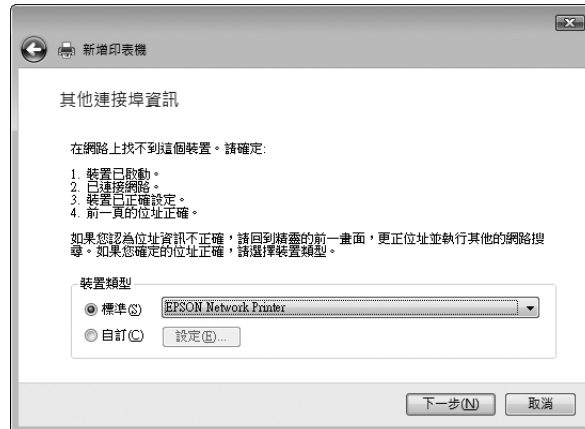 新增印表機
其他連接埠資訊
在網路上找不到這個裝置。請確定:
1. 裝置已啟動。
2. 已連接網路。
3. 裝置已正確設定。
4. 前一頁的位址正確。
如果您認為位址資訊不正確，請回到精靈的前一畫面，更正位址並執行其他的網路搜
尋。如果您確定的位址正確，請選擇裝置類型。
裝置類型
標準(S) EPSON Network Printer
自訂(C) 設定(E)...
下一步(N) 取消